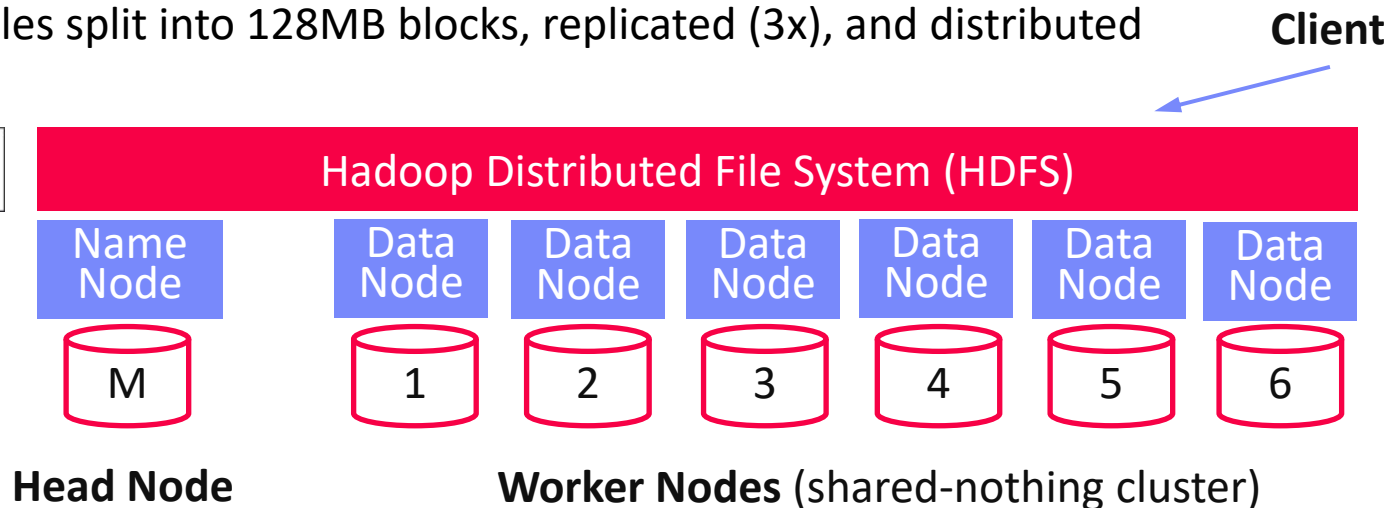 les split into 128MB blocks, replicated (3x), and distributed
Client
Hadoop Distributed File System (HDFS)
Name
Node
Data
Node
Data
Node
Data
Node
Data
Node
Data
Node
Data
Node
M
1
2
3
4
5
6
Head Node
Worker Nodes (shared-nothing cluster)